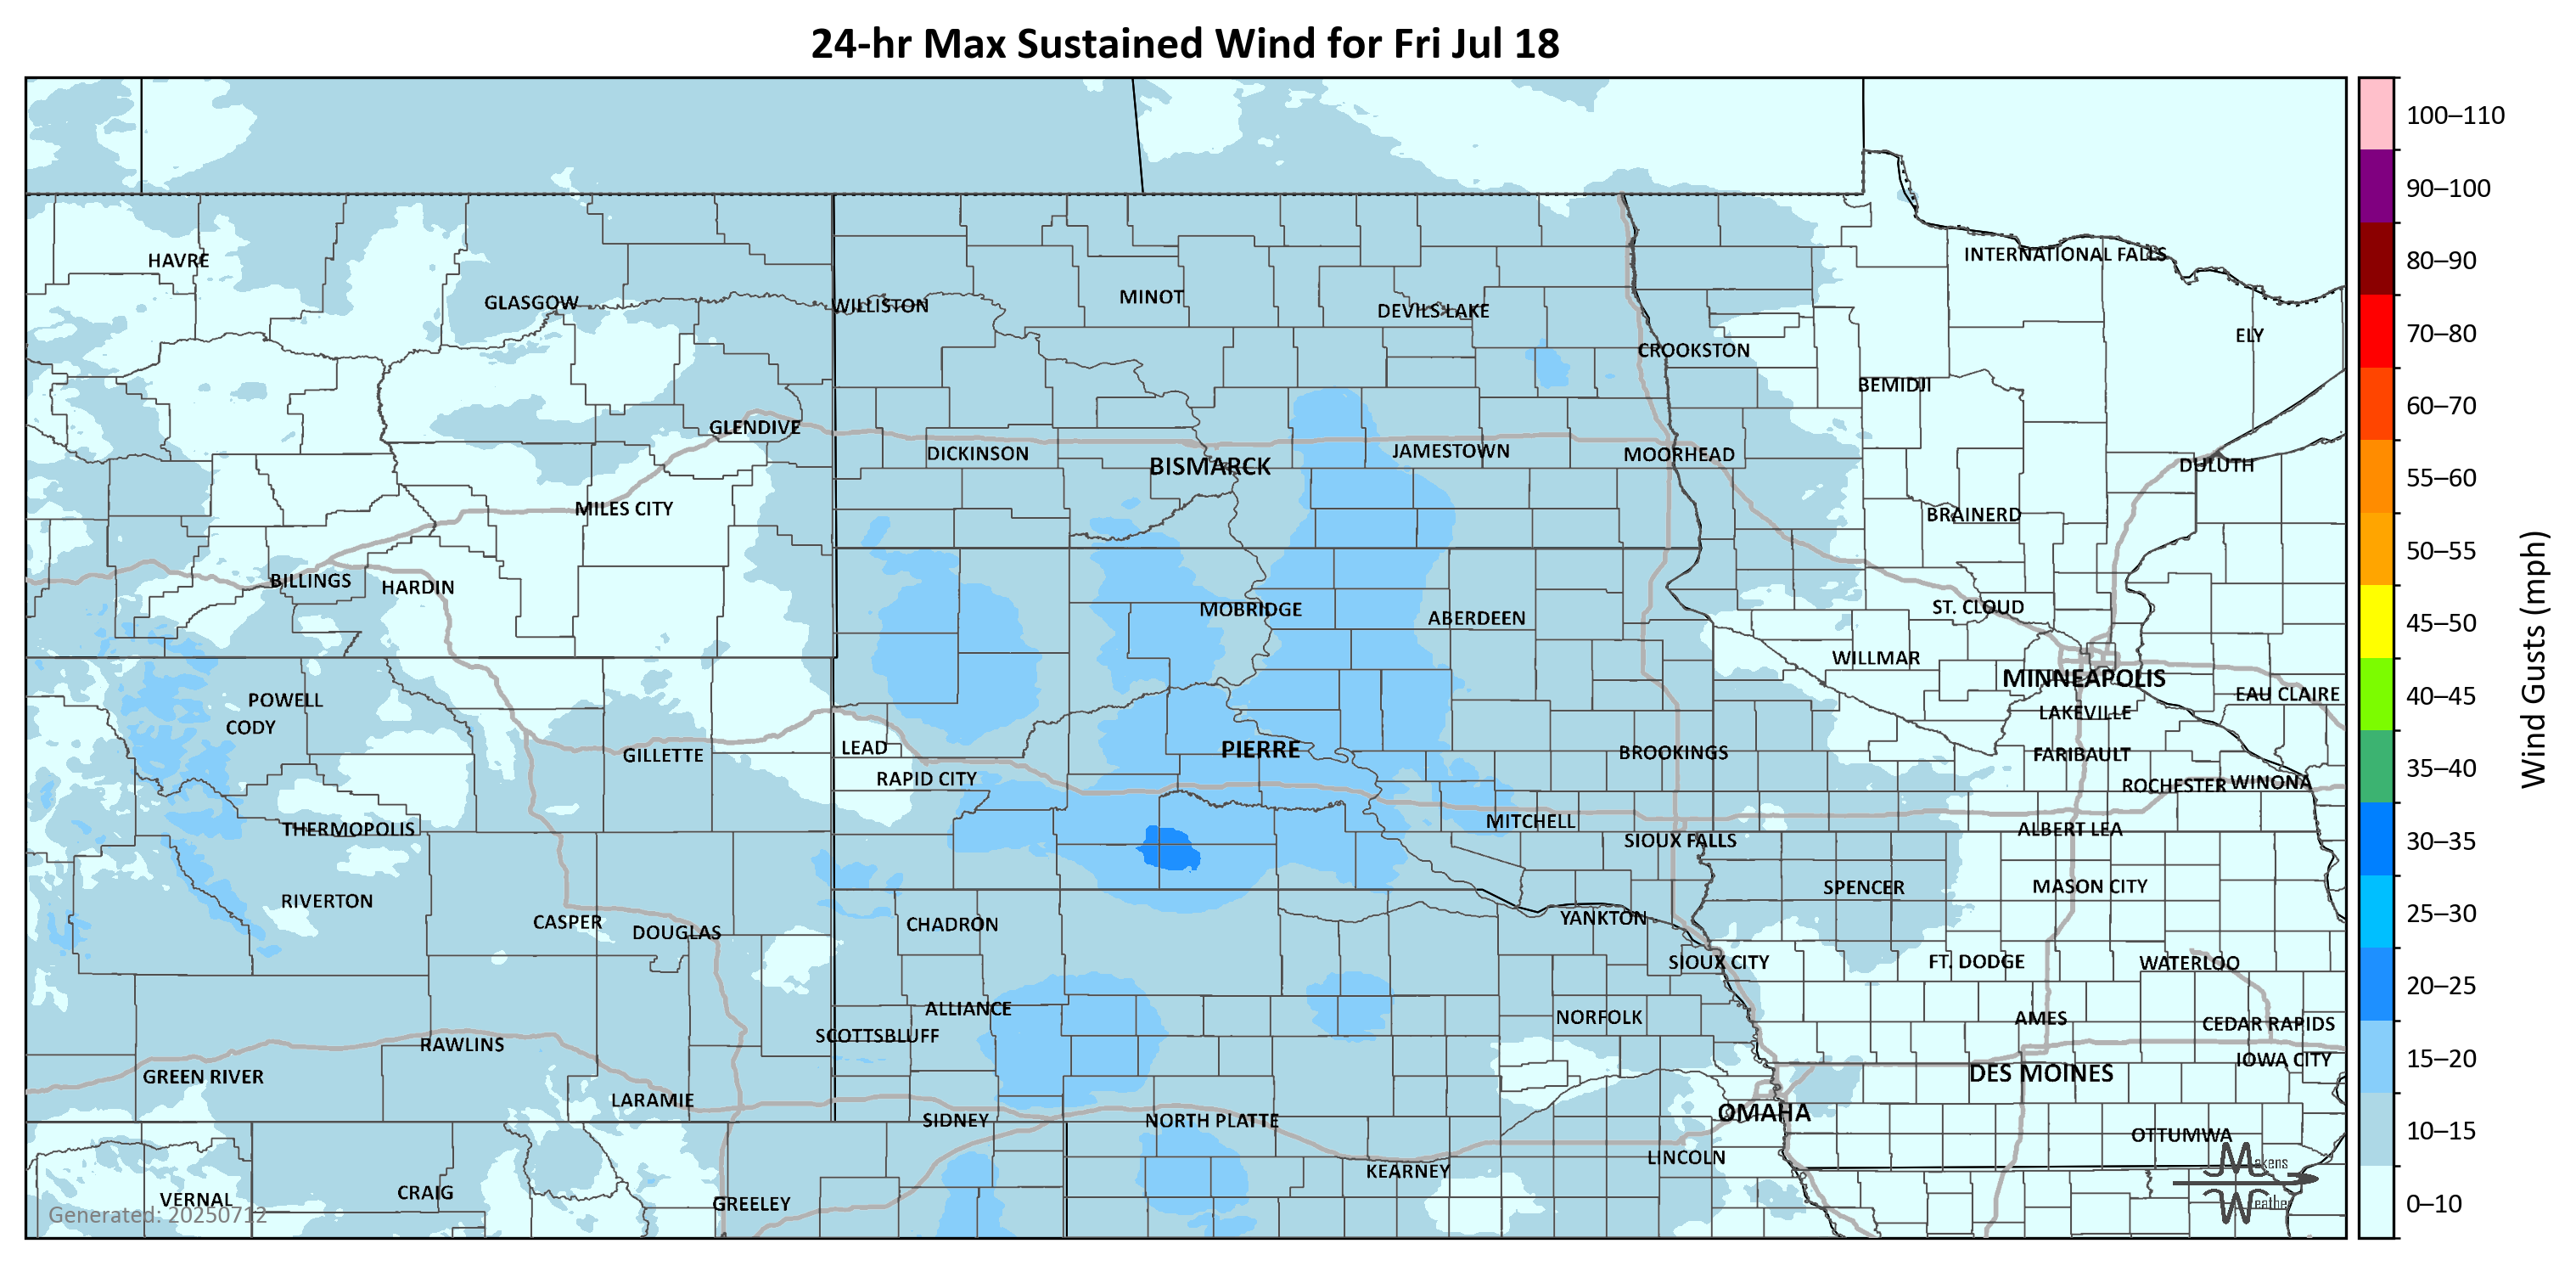 24-hr Max Sustained Wind for Fri Jul 18
HAVRE
GLASGOW
WILLISTON
MINOT
DEVILS LAKE
INTERNATIONAL FALLS
ELY
CROOKSTON
BEMIDJI
GLENDIVE
DICKINSON
BISMARCK
JAMESTOWN
MOORHEAD
DULUTH
MILES CITY
BRAINERD
BILLINGS
HARDIN
MOBRIDGE
ABERDEEN
ST. CLOUD
WILLMAR
MINNEAPOLIS
EAU CLAIRE
POWELL
CODY
LAKEVILLE
GILLETTE
LEAD
PIERRE
BROOKINGS
FARIBAULT
RAPID CITY
ROCHESTER
WINONA
THERMOPOLIS
MITCHELL
ALBERT LEA
SIOUX FALLS
RIVERTON
SPENCER
MASON CITY
CASPER
DOUGLAS
CHADRON
YANKTON
SIOUX CITY
FT. DODGE
WATERLOO
ALLIANCE
NORFOLK
AMES
CEDAR RAPIDS
SCOTTSBLUFF
RAWLINS
IOWA CITY
GREEN RIVER
DES MOINES
LARAMIE
SIDNEY
NORTH PLATTE
OMAHA
OTTUMWA
LINCOLN
KEARNEY
VERNAL
CRAIG
GREELEY
Generated: 20250712
Makens
Weather
100–110
90–100
80–90
70–80
60–70
55–60
50–55
45–50
40–45
35–40
30–35
25–30
20–25
15–20
10–15
0–10
Wind Gusts (mph)